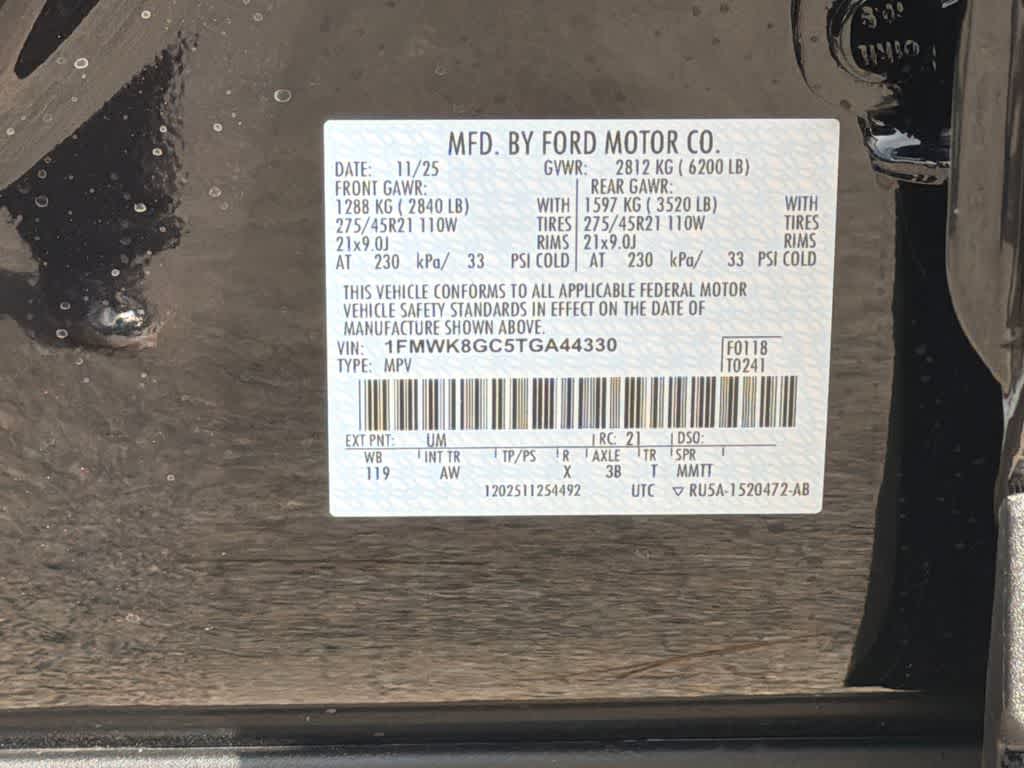 MFD. BY FORD MOTOR CO.
DATE: 11/25 GVWR: 2812 KG ( 6200 LB)
FRONT GAWR: REAR GAWR:
1288 KG ( 2840 LB) WITH 1597 KG ( 3520 LB) WITH
275/45R21 110W TIRES 275/45R21 110W TIRES
21x9.0J RIMS 21x9.0J RIMS
AT 230 kPa/ 33 PSI COLD AT 230 kPa/ 33 PSI COLD
THIS VEHICLE CONFORMS TO ALL APPLICABLE FEDERAL MOTOR
VEHICLE SAFETY STANDARDS IN EFFECT ON THE DATE OF
MANUFACTURE SHOWN ABOVE.
VIN: 1FMWK8GC5TGA44330 F0118
TYPE: MPV T0241
EXT PNT: UM RC: 21 DSO:
WB INT TR TP/PS R AXLE TR SPR
119 AW X 3B T MMTT
1202511254492 UTC ▽ RU5A-1520472-AB